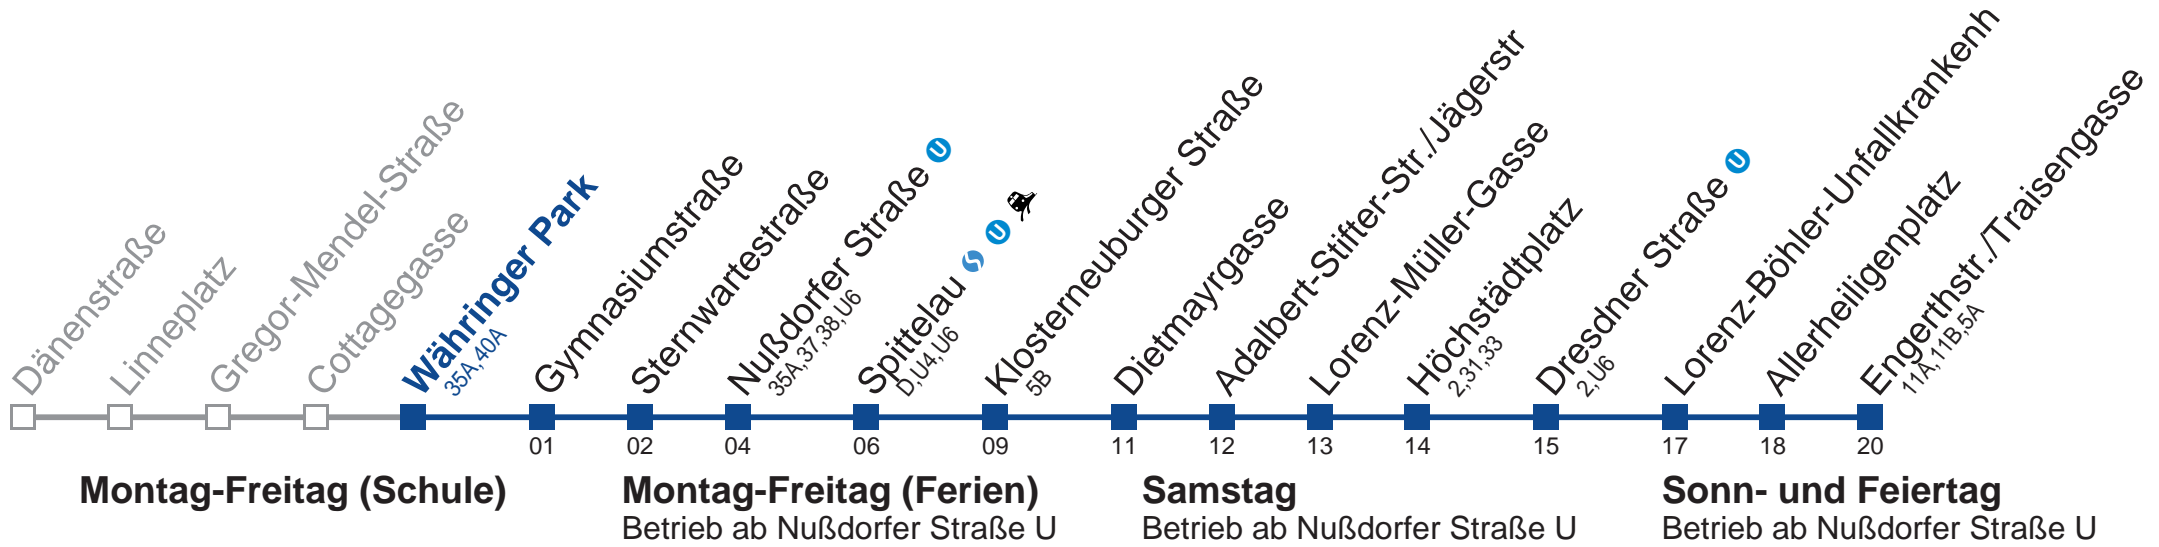 Dänenstraße
Linneplatz
Gregor-Mendel-Straße
Cottagegasse
Währinger Park
35A,40A
Gymnasiumstraße
Sternwartestraße
Nußdorfer Straße U
35A,37,38,U6
Spittelau S U
D,U4,U6
Klosterneuburger Straße
5B
Dietmayrgasse
Adalbert-Stifter-Str./Jägerstr
Lorenz-Müller-Gasse
Höchstädtplatz
2,31,33
Dresdner Straße U
2,U6
Lorenz-Böhler-Unfallkrankenh
Allerheiligenplatz
Engerthstr./Traisengasse
11A,11B,5A
01 02 04 06 09 11 12 13 14 15 17 18 20
Montag-Freitag (Schule)
Montag-Freitag (Ferien)
Betrieb ab Nußdorfer Straße U
Samstag
Betrieb ab Nußdorfer Straße U
Sonn- und Feiertag
Betrieb ab Nußdorfer Straße U